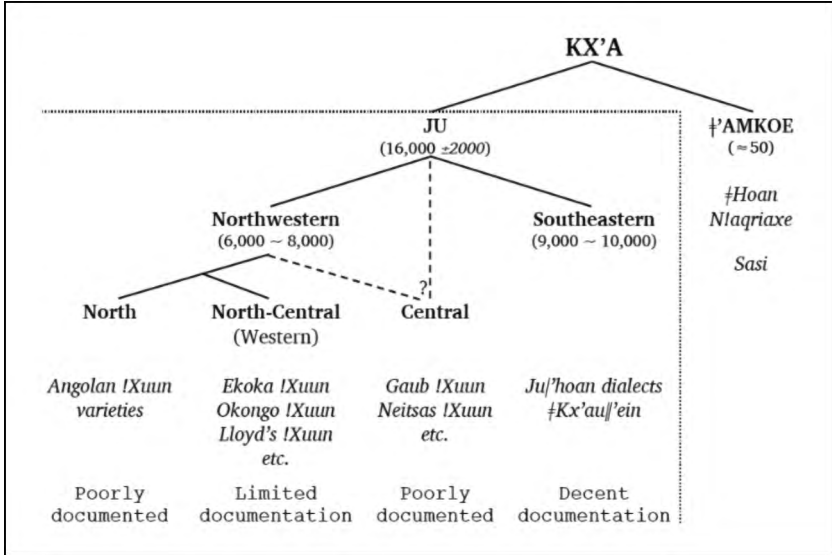 KX’A
JU
(16,000 ±2000)
ǂ’AMKOE
(≈50)
ǂHoan
N!aqriaxe
Sasi
Northwestern
(6,000 ~ 8,000)
Southeastern
(9,000 ~ 10,000)
?
North
North-Central
(Western)
Central
Angolan !Xuun
varieties
Ekoka !Xuun
Okongo !Xuun
Lloyd’s !Xuun
etc.
Gaub !Xuun
Neitsas !Xuun
etc.
Juǀ’hoan dialects
ǂKx’auǁ’ein
Poorly
documented
Limited
documentation
Poorly
documented
Decent
documentation